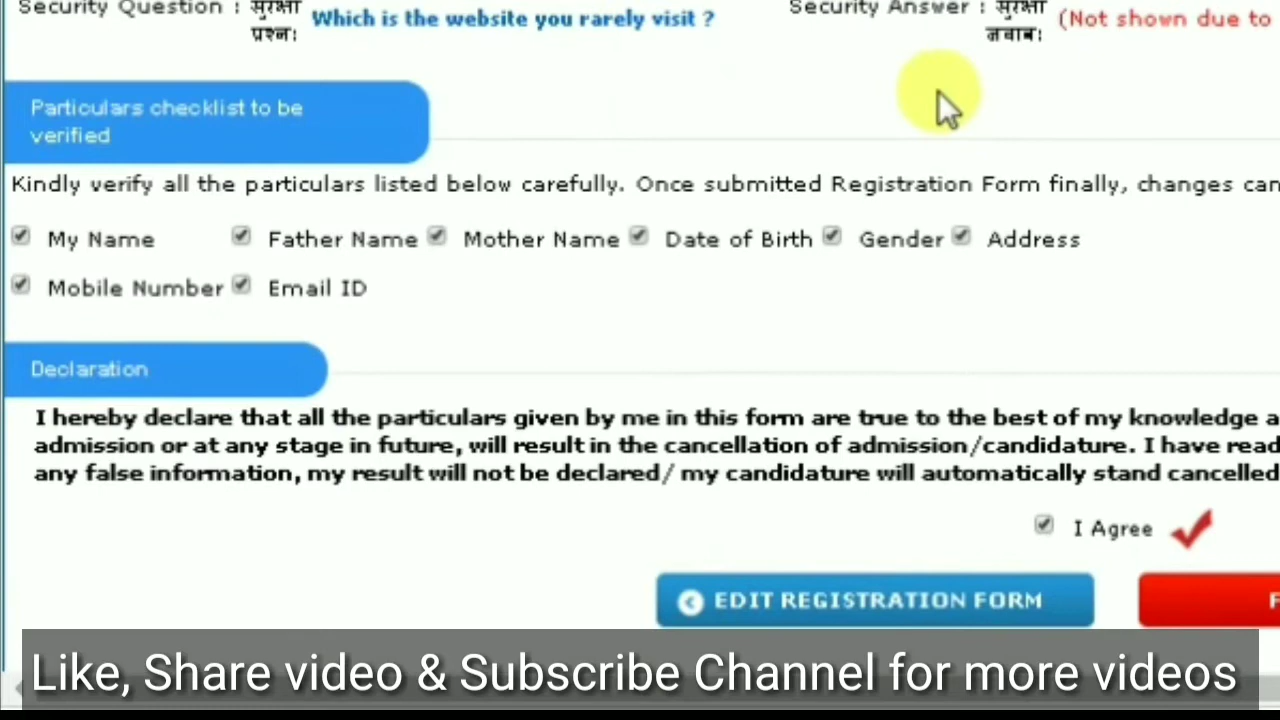 Security Question : सुरक्षा Which is the website you rarely visit ? Security Answer : सुरक्षा (Not shown due to
प्रश्न: जवाब:
Particulars checklist to be
verified
Kindly verify all the particulars listed below carefully. Once submitted Registration Form finally, changes can
My Name Father Name Mother Name Date of Birth Gender Address
Mobile Number Email ID
Declaration
I hereby declare that all the particulars given by me in this form are true to the best of my knowledge a
admission or at any stage in future, will result in the cancellation of admission/candidature. I have read
any false information, my result will not be declared/ my candidature will automatically stand cancelled
I Agree
EDIT REGISTRATION FORM F
Like, Share video & Subscribe Channel for more videos